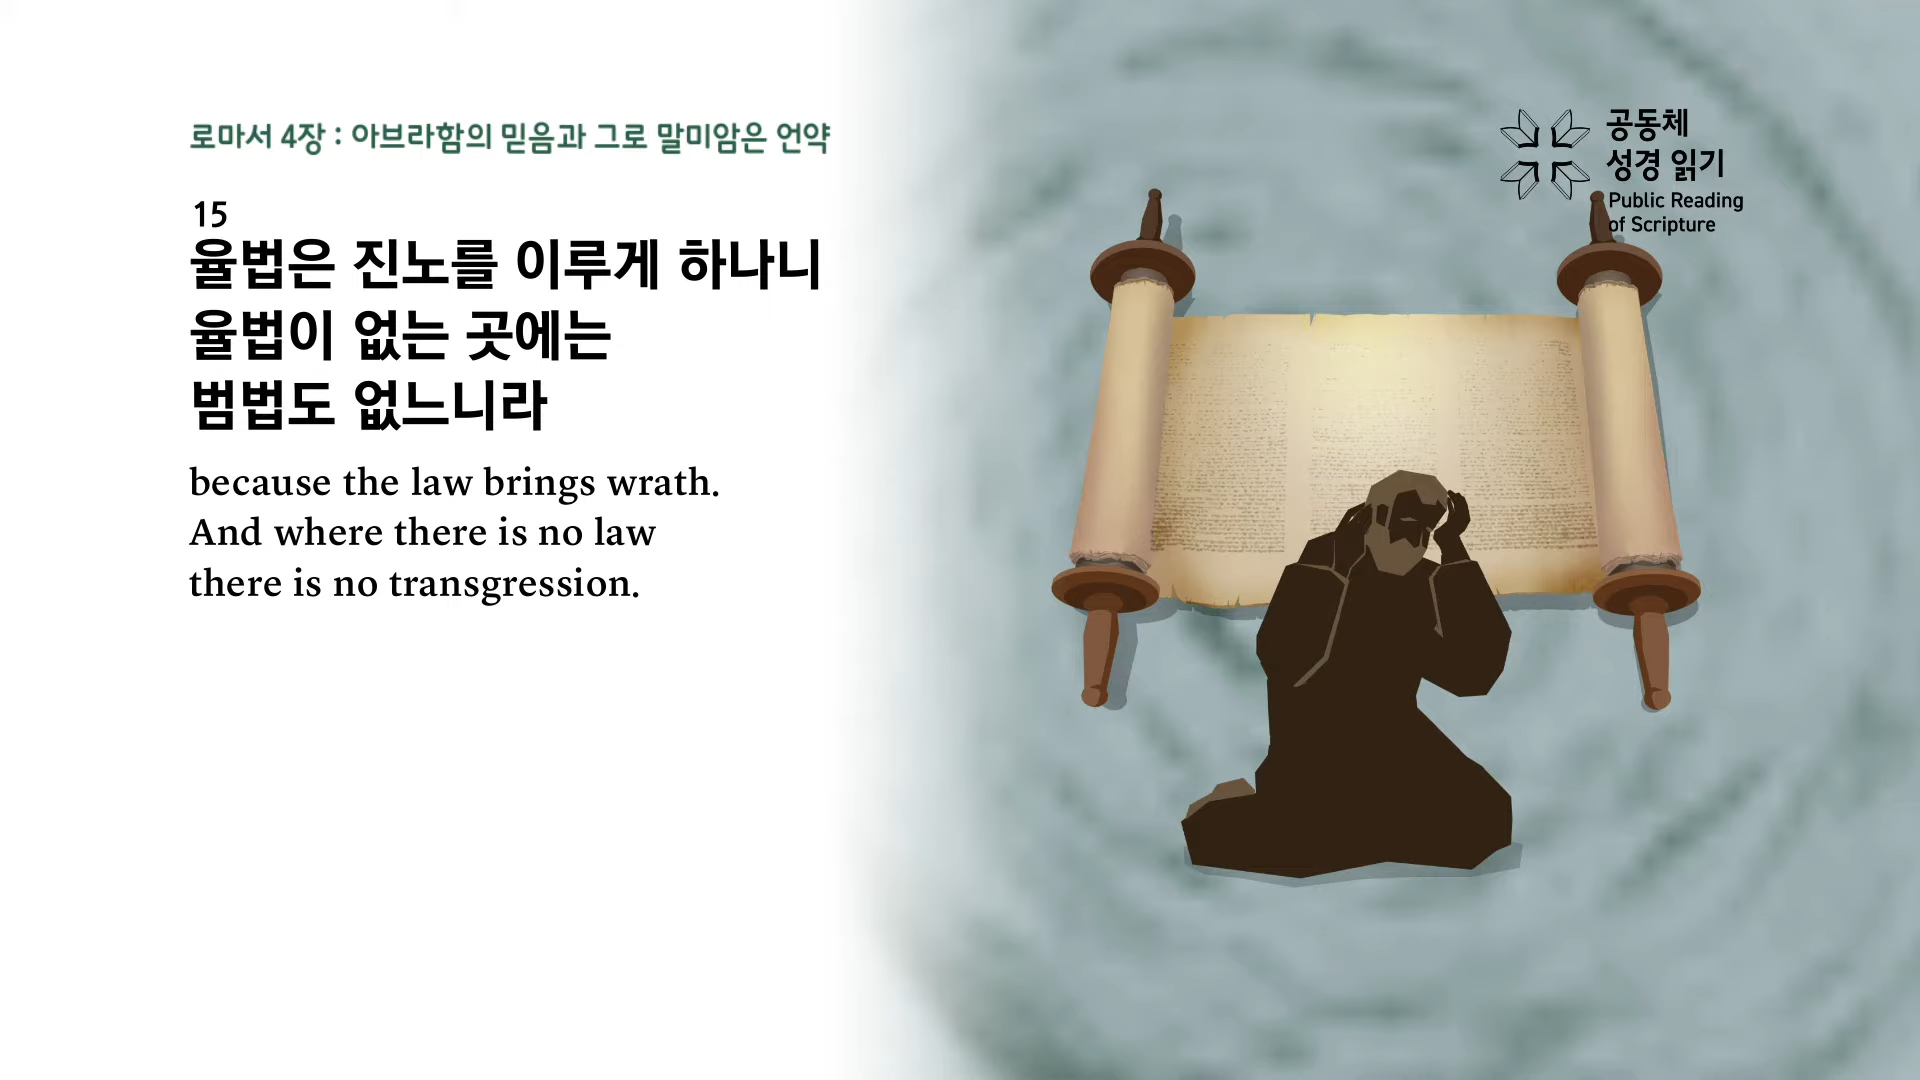 로마서 4장 : 아브라함의 믿음과 그로 말미암은 언약
15
율법은 진노를 이루게 하나니
율법이 없는 곳에는
범법도 없느니라
because the law brings wrath.
And where there is no law
there is no transgression.
공동체
성경 읽기
Public Reading
of Scripture